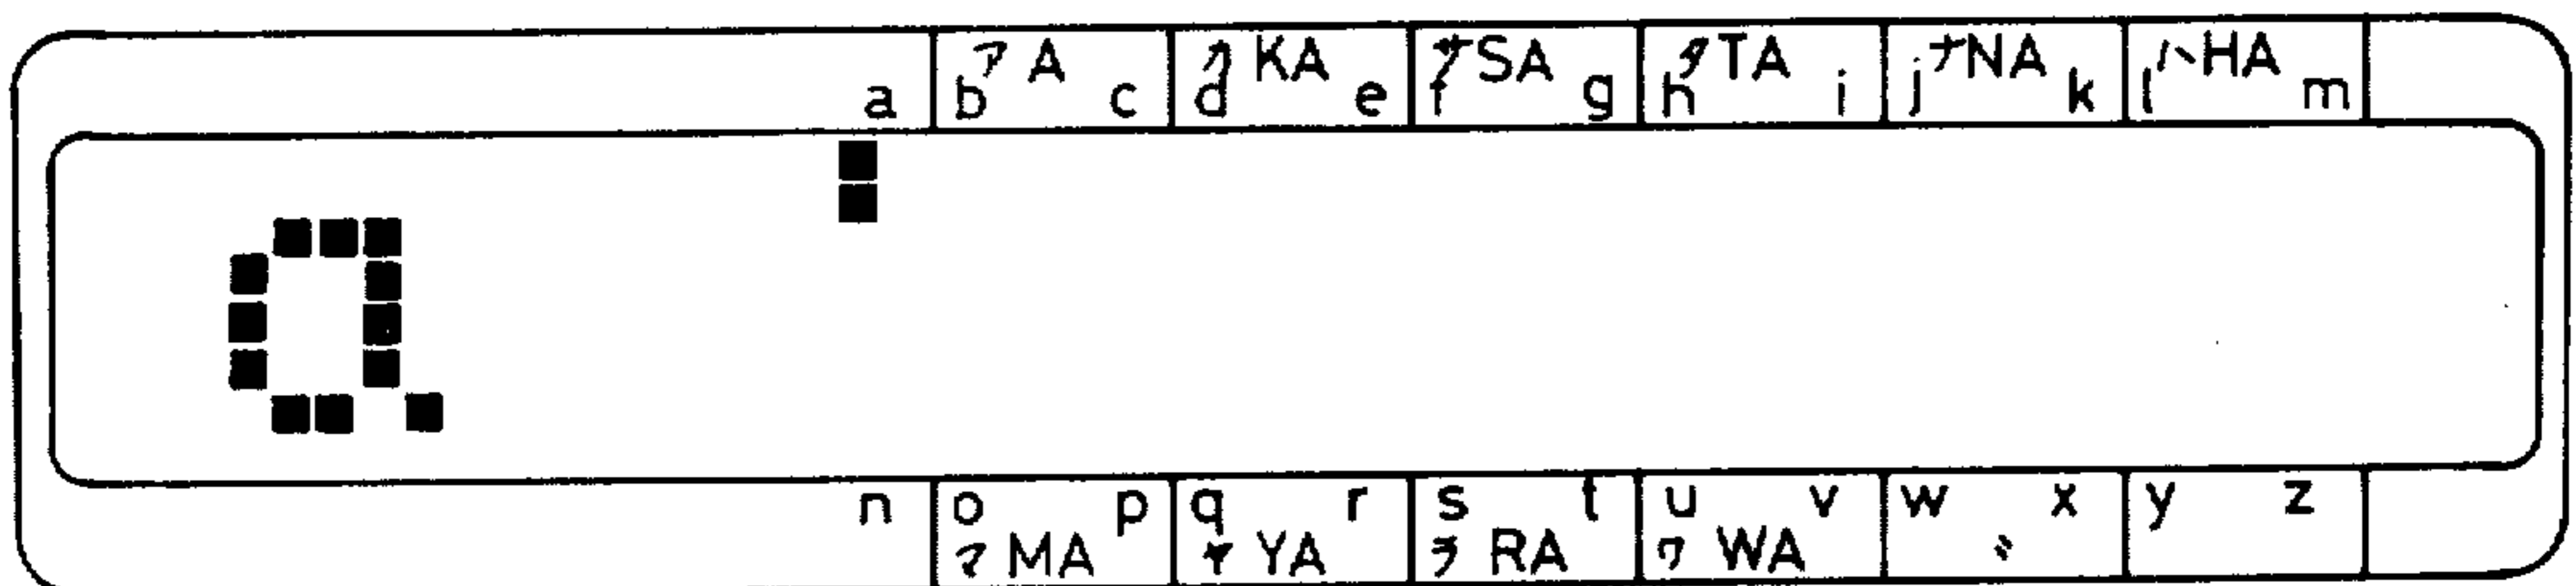 ア A カ KA サ SA タ TA ナ NA ハ HA
a b c d e f g h i j k l m
a
n o p q r s t u v w x y z
マ MA ヤ YA ラ RA ワ WA ゛